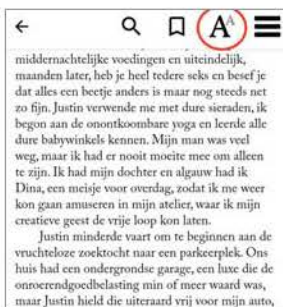 A A
middernachtelijke voedingen en uiteindelijk,
maanden later, heb je heel tedere seks en besef je
dat alles een beetje anders is maar nog steeds net
zo fijn. Justin verwende me met dure sieraden, ik
begon aan de onontkoombare yoga en leerde alle
dure babywinkels kennen. Mijn man was veel
weg, maar ik had er nooit moeite mee om alleen
te zijn. Ik had mijn dochter en algauw had ik
Dina, een meisje voor overdag, zodat ik me weer
kon gaan amuseren in mijn atelier, waar ik mijn
creatieve geest de vrije loop kon laten.
Justin minderde vaart om te beginnen aan de
vruchteloze zoektocht naar een parkeerplek. Ons
huis had een ondergrondse garage, een luxe die de
onroerendgoedbelasting min of meer waard was,
maar Justin hield die uiteraard vrij voor mijn auto,